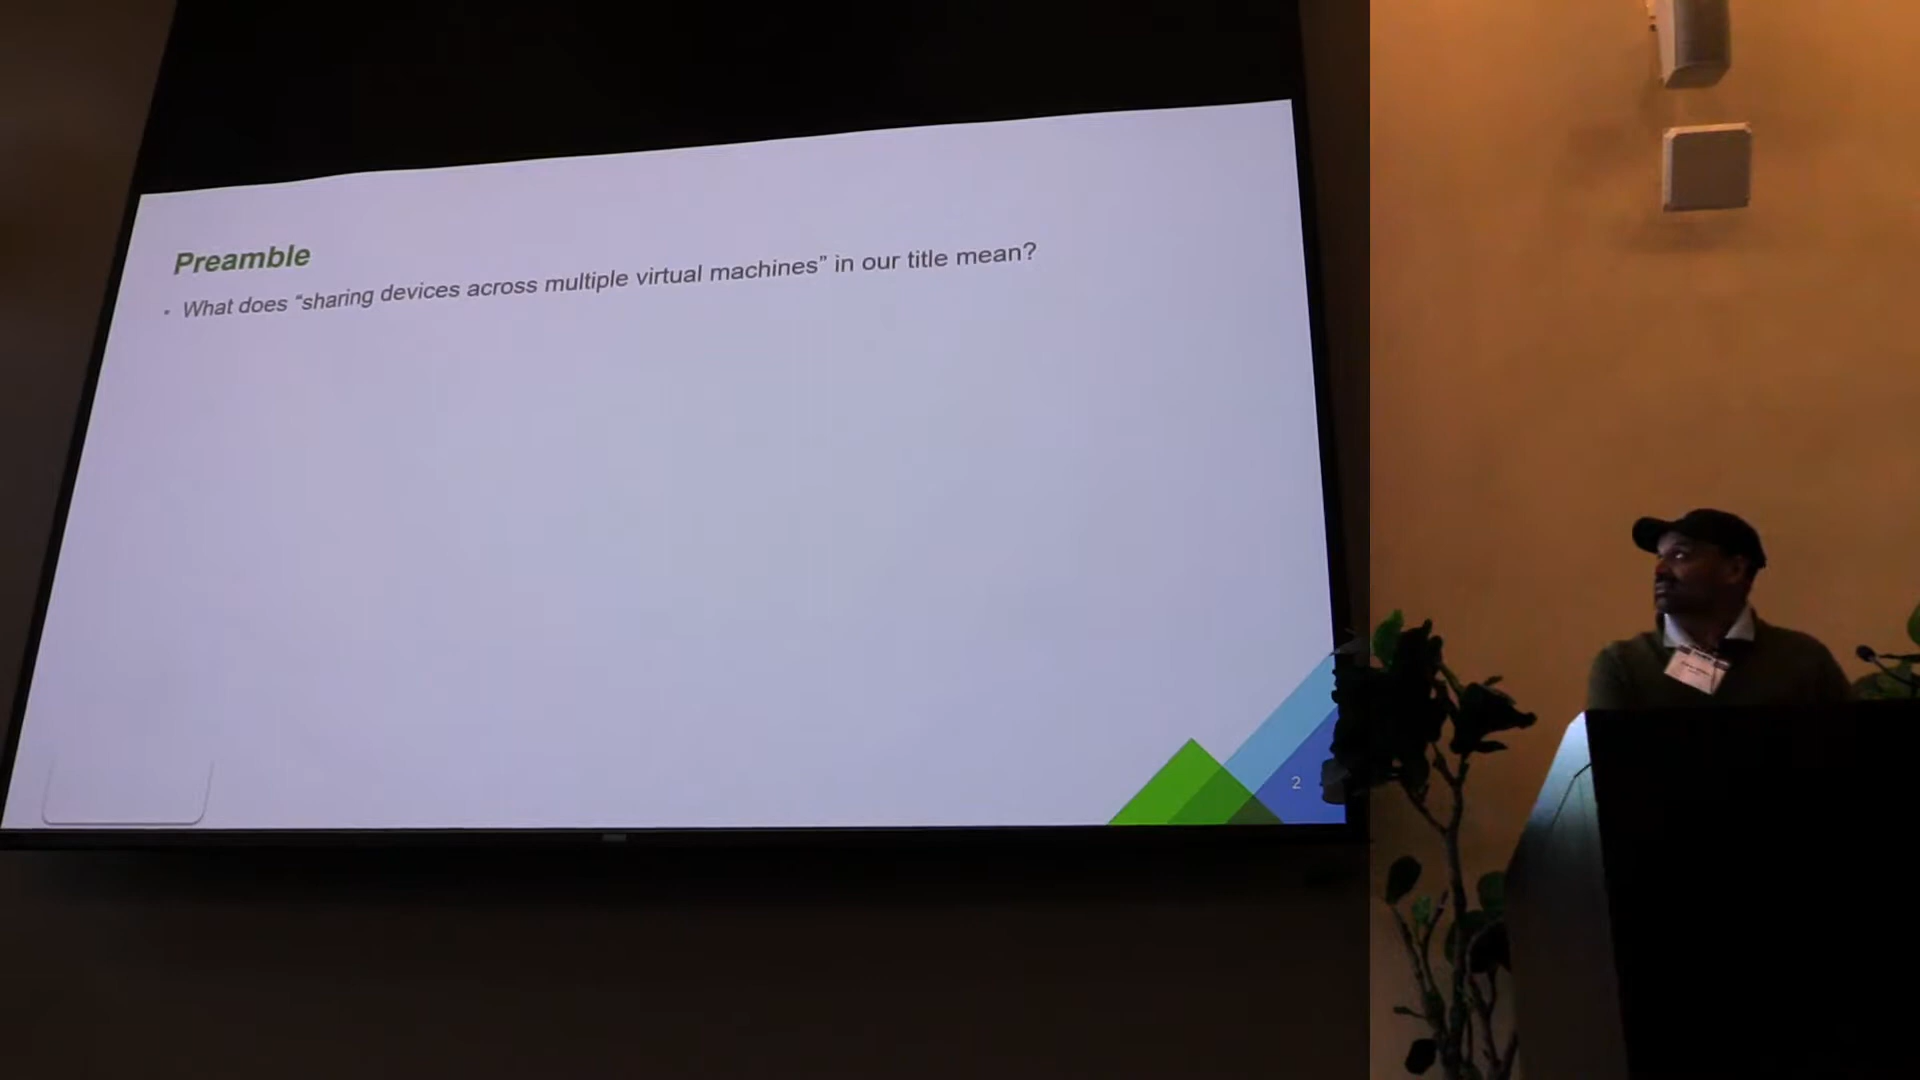 Preamble
• What does “sharing devices across multiple virtual machines” in our title mean?
2